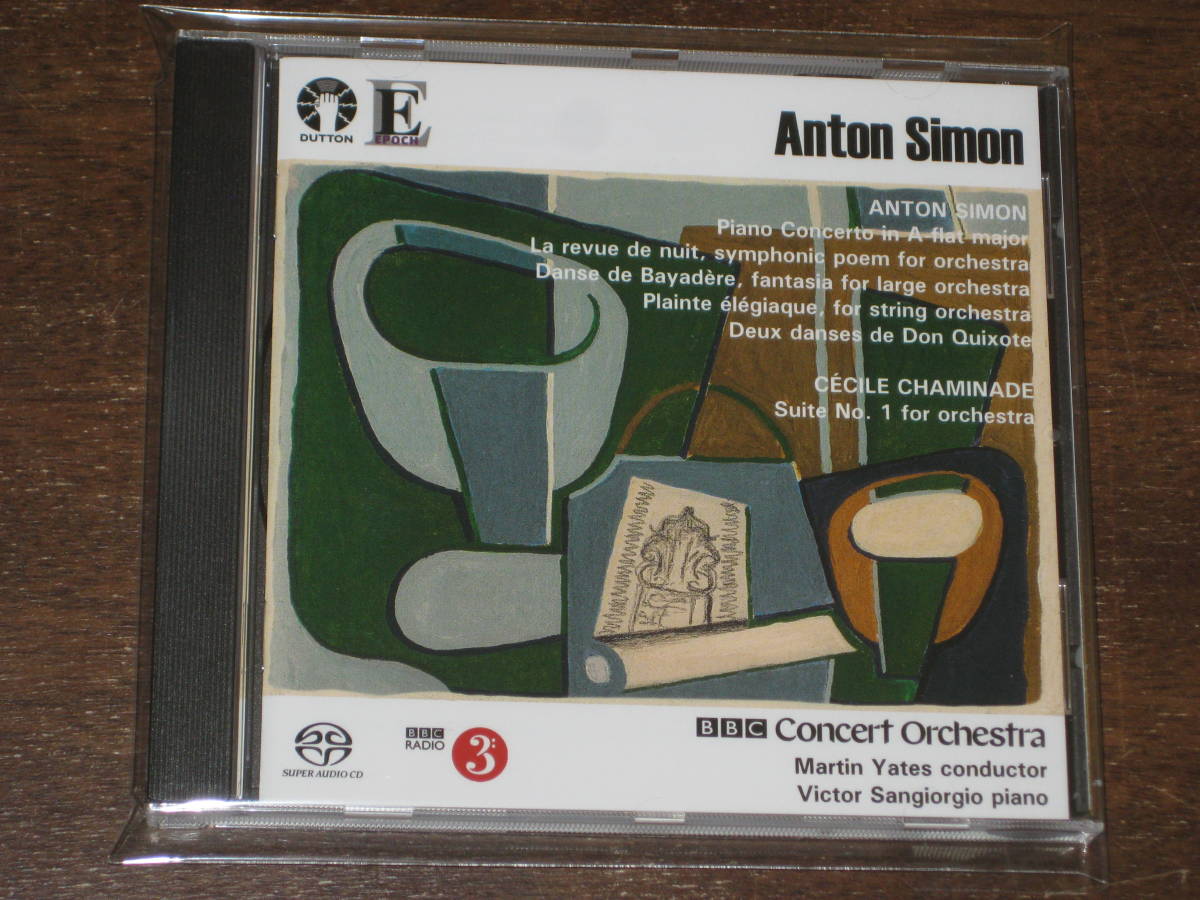 DUTTON
E
EPOCH
Anton Simon
ANTON SIMON
Piano Concerto in A flat major
La revue de nuit, symphonic poem for orchestra
Danse de Bayadère, fantasia for large orchestra
Plainte élégiaque, for string orchestra
Deux danses de Don Quixote
CÉCILE CHAMINADE
Suite No. 1 for orchestra
SUPER AUDIO CD
BBC
RADIO
3
BBC Concert Orchestra
Martin Yates conductor
Victor Sangiorgio piano